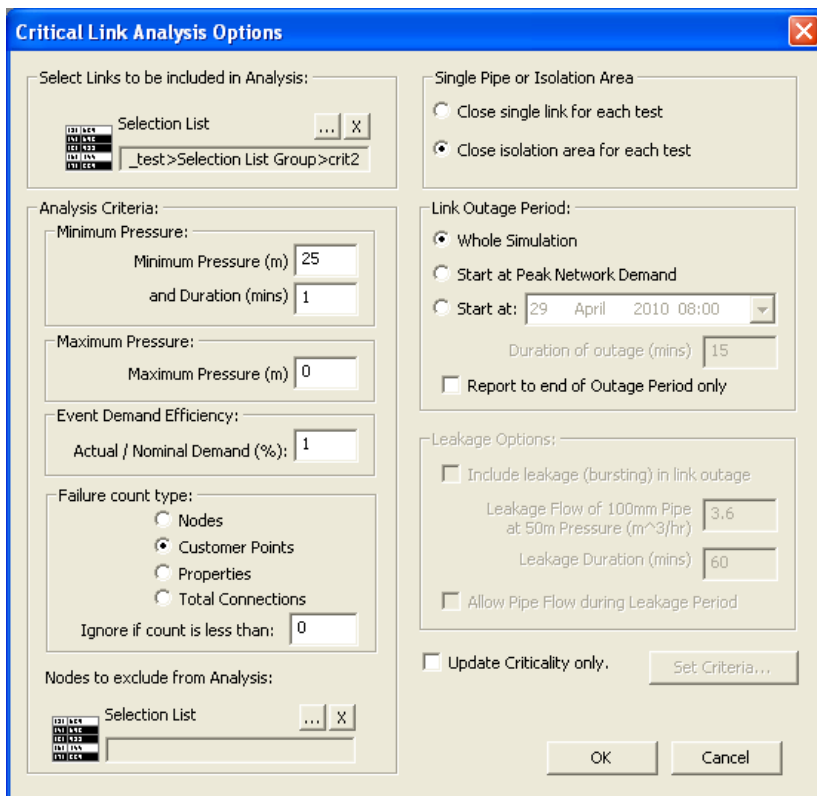 Critical Link Analysis Options
Select Links to be included in Analysis:
Selection List
... X
_test>Selection List Group>crit2
Analysis Criteria:
Minimum Pressure:
Minimum Pressure (m) 25
and Duration (mins) 1
Maximum Pressure:
Maximum Pressure (m) 0
Event Demand Efficiency:
Actual / Nominal Demand (%): 1
Failure count type:
Nodes
Customer Points
Properties
Total Connections
Ignore if count is less than: 0
Nodes to exclude from Analysis:
Selection List
... X
Single Pipe or Isolation Area
Close single link for each test
Close isolation area for each test
Link Outage Period:
Whole Simulation
Start at Peak Network Demand
Start at: 29 April 2010 08:00
Duration of outage (mins) 15
Report to end of Outage Period only
Leakage Options:
Include leakage (bursting) in link outage
Leakage Flow of 100mm Pipe
at 50m Pressure (m^3/hr) 3.6
Leakage Duration (mins) 60
Allow Pipe Flow during Leakage Period
Update Criticality only.
Set Criteria...
OK Cancel